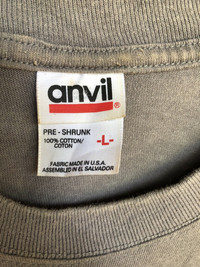 anvil®
PRE-SHRUNK
100% COTTON/
COTON
-L-
FABRIC MADE IN U.S.A.
ASSEMBLED IN EL SALVADOR